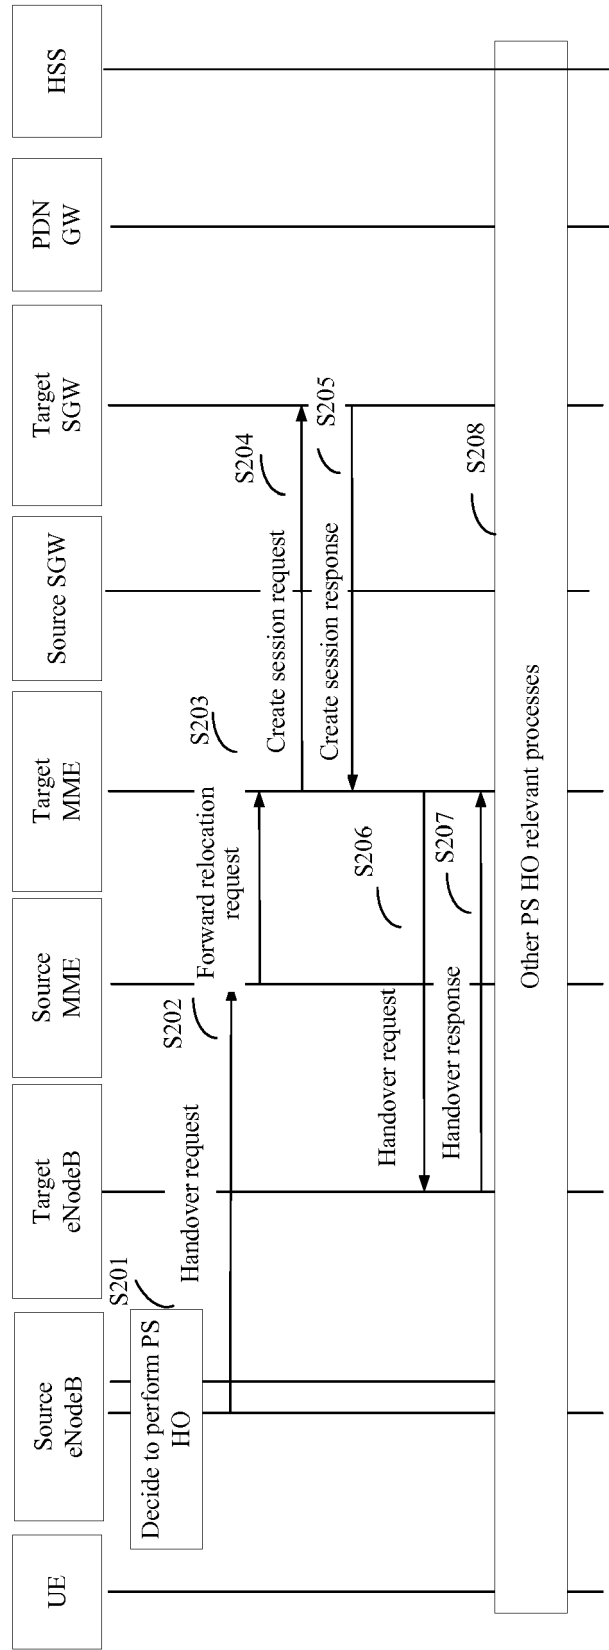 UE
Source
eNodeB
Target
eNodeB
Source
MME
Target
MME
Source SGW
Target
SGW
PDN
GW
HSS
S201
Decide to perform PS
HO
S202
Handover request
S203
Forward relocation
request
S204
Create session request
S205
Create session response
S206
Handover request
S207
Handover response
S208
Other PS HO relevant processes